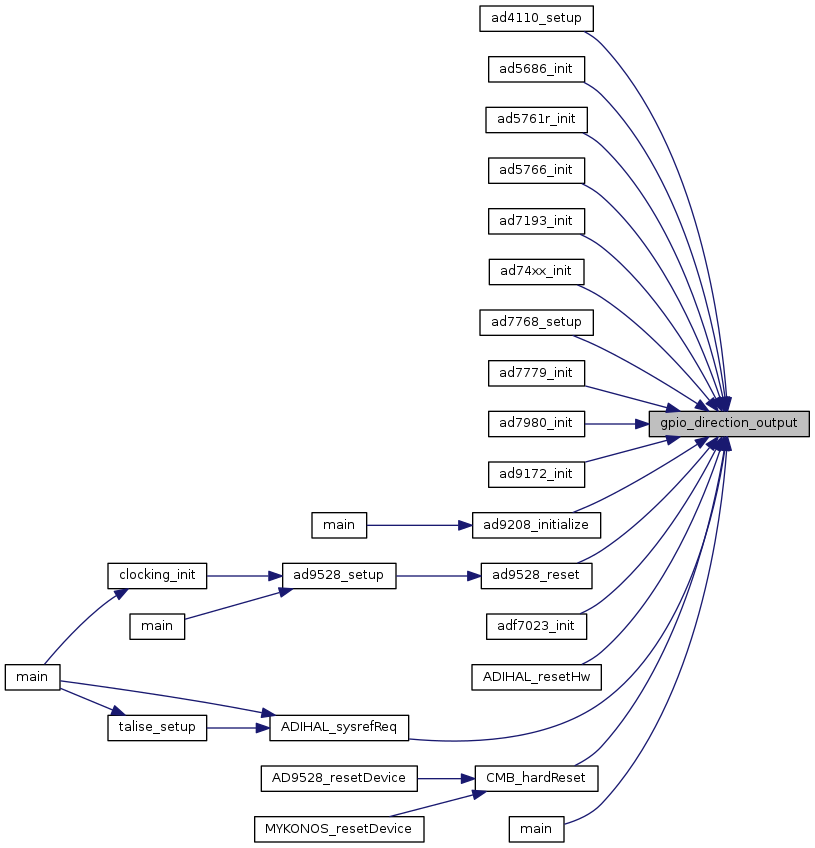 ad4110_setup
ad5686_init
ad5761r_init
ad5766_init
ad7193_init
ad74xx_init
ad7768_setup
ad7779_init
gpio_direction_output
ad7980_init
ad9172_init
main
ad9208_initialize
clocking_init
ad9528_setup
ad9528_reset
main
adf7023_init
main
ADIHAL_resetHw
talise_setup
ADIHAL_sysrefReq
AD9528_resetDevice
CMB_hardReset
MYKONOS_resetDevice
main